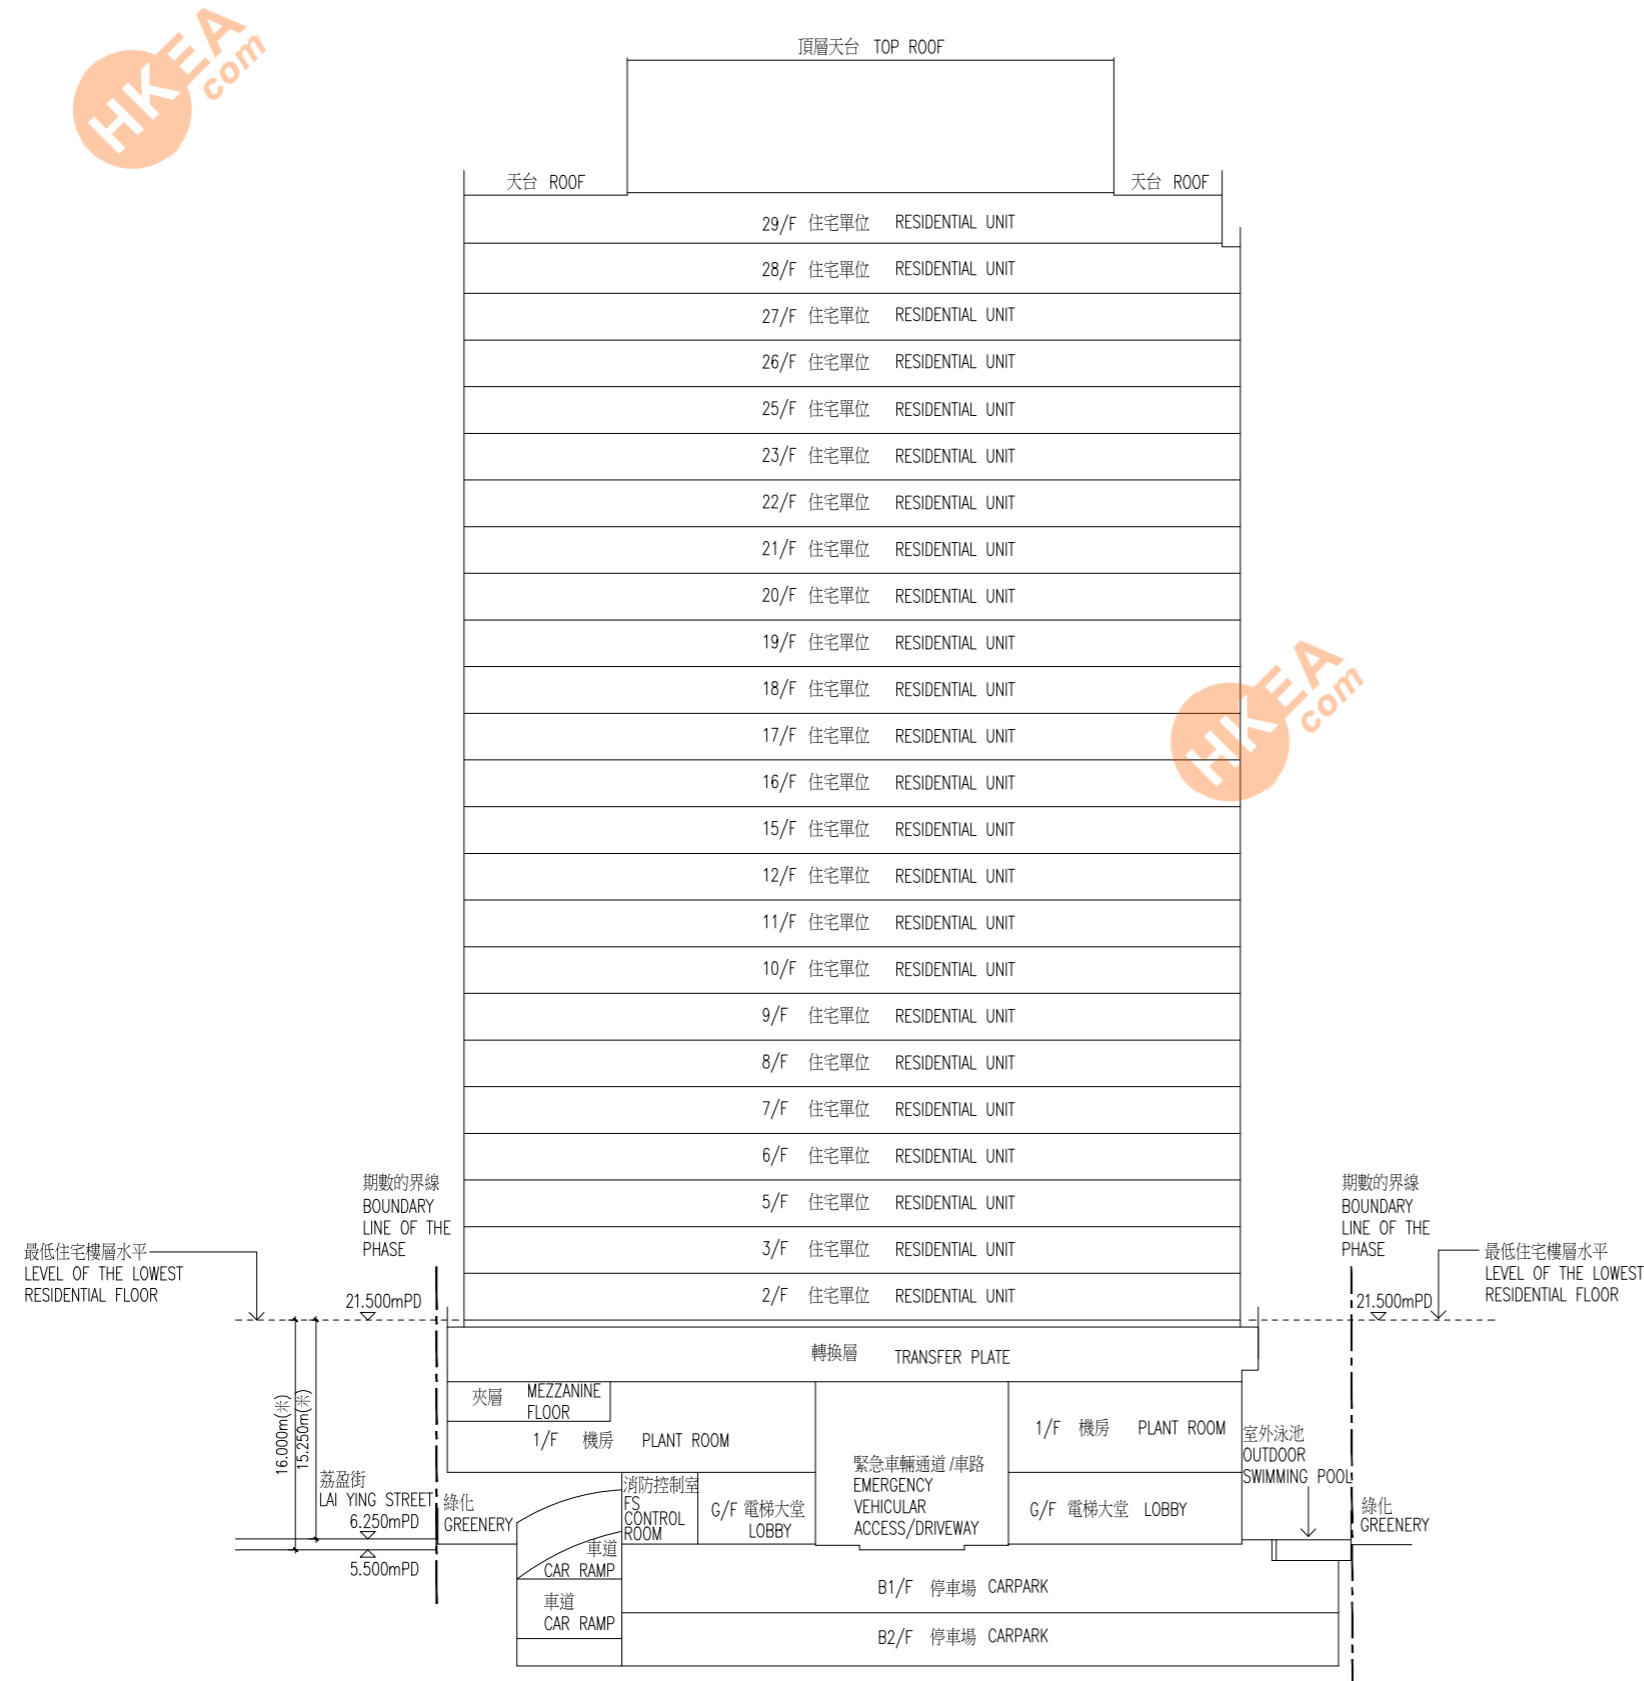 HKEA
com
頂層天台 TOP ROOF
天台 ROOF
天台 ROOF
29/F 住宅單位 RESIDENTIAL UNIT
28/F 住宅單位 RESIDENTIAL UNIT
27/F 住宅單位 RESIDENTIAL UNIT
26/F 住宅單位 RESIDENTIAL UNIT
25/F 住宅單位 RESIDENTIAL UNIT
23/F 住宅單位 RESIDENTIAL UNIT
22/F 住宅單位 RESIDENTIAL UNIT
21/F 住宅單位 RESIDENTIAL UNIT
20/F 住宅單位 RESIDENTIAL UNIT
19/F 住宅單位 RESIDENTIAL UNIT
18/F 住宅單位 RESIDENTIAL UNIT
HKEA
com
17/F 住宅單位 RESIDENTIAL UNIT
16/F 住宅單位 RESIDENTIAL UNIT
15/F 住宅單位 RESIDENTIAL UNIT
12/F 住宅單位 RESIDENTIAL UNIT
11/F 住宅單位 RESIDENTIAL UNIT
10/F 住宅單位 RESIDENTIAL UNIT
9/F 住宅單位 RESIDENTIAL UNIT
8/F 住宅單位 RESIDENTIAL UNIT
7/F 住宅單位 RESIDENTIAL UNIT
6/F 住宅單位 RESIDENTIAL UNIT
5/F 住宅單位 RESIDENTIAL UNIT
3/F 住宅單位 RESIDENTIAL UNIT
2/F 住宅單位 RESIDENTIAL UNIT
期數的界線
BOUNDARY
LINE OF THE
PHASE
期數的界線
BOUNDARY
LINE OF THE
PHASE
最低住宅樓層水平
LEVEL OF THE LOWEST
RESIDENTIAL FLOOR
最低住宅樓層水平
LEVEL OF THE LOWEST
RESIDENTIAL FLOOR
21.500mPD
21.500mPD
轉換層 TRANSFER PLATE
夾層 MEZZANINE
FLOOR
1/F 機房 PLANT ROOM
1/F 機房 PLANT ROOM
16.000m(米)
15.250m(米)
荔盈街
LAI YING STREET
6.250mPD
5.500mPD
綠化
GREENERY
消防控制室
FS
CONTROL
ROOM
G/F 電梯大堂
LOBBY
緊急車輛通道/車路
EMERGENCY
VEHICULAR
ACCESS/DRIVEWAY
G/F 電梯大堂 LOBBY
室外泳池
OUTDOOR
SWIMMING POOL
綠化
GREENERY
車道
CAR RAMP
車道
CAR RAMP
B1/F 停車場 CARPARK
B2/F 停車場 CARPARK